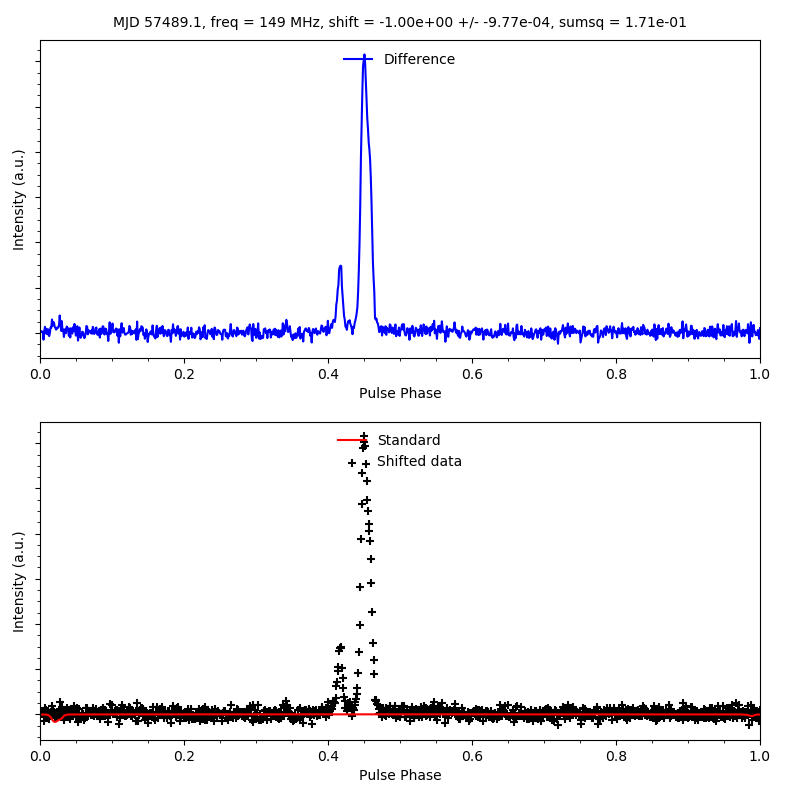 MJD 57489.1, freq = 149 MHz, shift = -1.00e+00 +/- -9.77e-04, sumsq = 1.71e-01
Difference
Intensity (a.u.)
0.0 0.2 0.4 0.6 0.8 1.0
Pulse Phase
Standard
Shifted data
Intensity (a.u.)
0.0 0.2 0.4 0.6 0.8 1.0
Pulse Phase